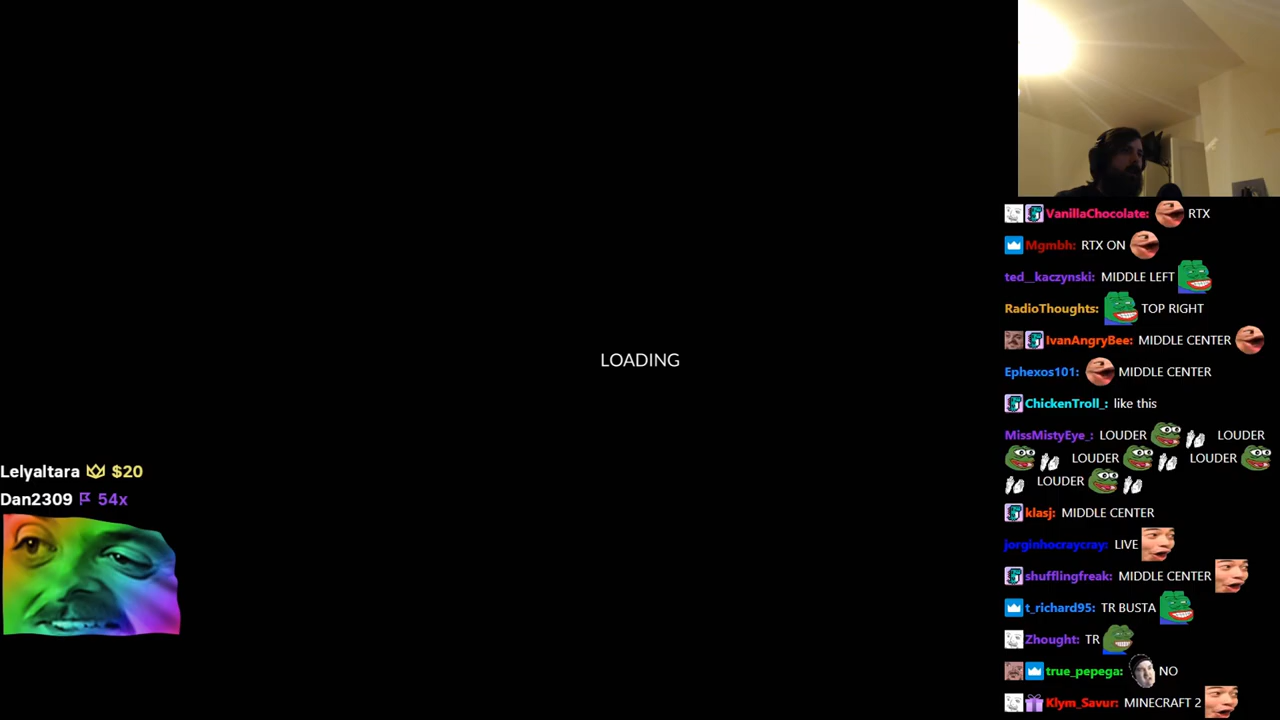 VanillaChocolate: RTX
Mgmbh: RTX ON
ted__kaczynski: MIDDLE LEFT
RadioThoughts: TOP RIGHT
IvanAngryBee: MIDDLE CENTER
LOADING
Ephexos101: MIDDLE CENTER
ChickenTroll_: like this
MissMistyEye_: LOUDER LOUDER
LOUDER LOUDER
LOUDER
Lelyaltara $20
Dan2309 54x
klasj: MIDDLE CENTER
jorginhocraycray: LIVE
shufflingfreak: MIDDLE CENTER
t_richard95: TR BUSTA
Zhought: TR
true_pepega: NO
Klym_Savur: MINECRAFT 2